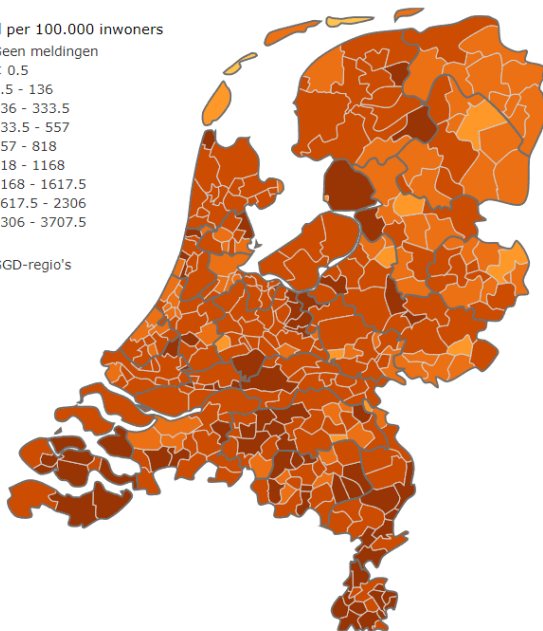 l per 100.000 inwoners
Geen meldingen
< 0.5
.5 - 136
36 - 333.5
33.5 - 557
57 - 818
18 - 1168
168 - 1617.5
617.5 - 2306
306 - 3707.5
GGD-regio's